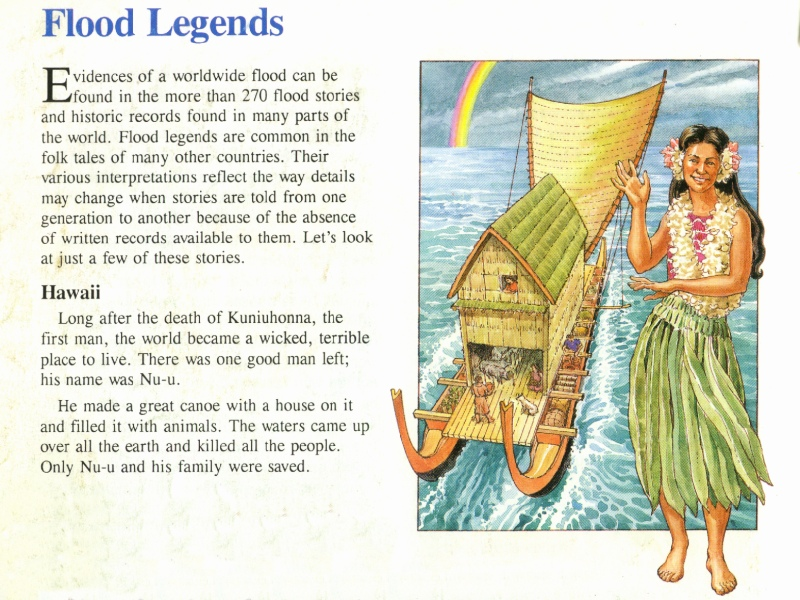 Flood Legends
Evidences of a worldwide flood can be
found in the more than 270 flood stories
and historic records found in many parts of
the world. Flood legends are common in the
folk tales of many other countries. Their
various interpretations reflect the way details
may change when stories are told from one
generation to another because of the absence
of written records available to them. Let's look
at just a few of these stories.
Hawaii
Long after the death of Kuniuhonna, the
first man, the world became a wicked, terrible
place to live. There was one good man left;
his name was Nu-u.
He made a great canoe with a house on it
and filled it with animals. The waters came up
over all the earth and killed all the people.
Only Nu-u and his family were saved.